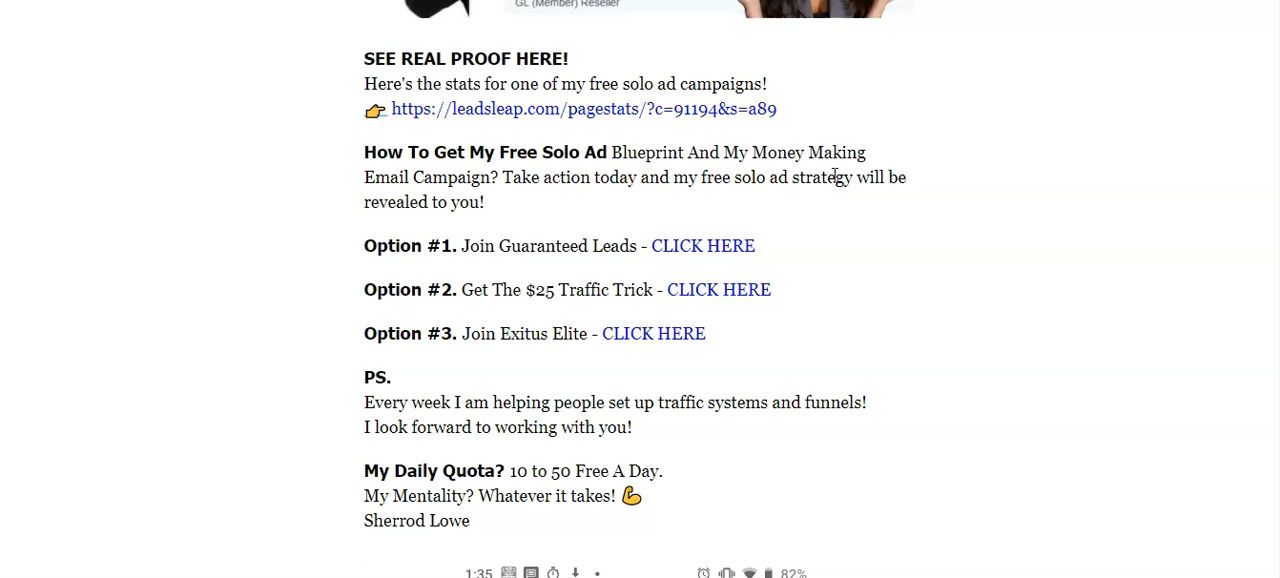 GL (Member) Reseller
SEE REAL PROOF HERE!
Here's the stats for one of my free solo ad campaigns!
👉 https://leadsleap.com/pagestats/?c=91194&s=a89
How To Get My Free Solo Ad Blueprint And My Money Making
Email Campaign? Take action today and my free solo ad strategy will be
revealed to you!
Option #1. Join Guaranteed Leads - CLICK HERE
Option #2. Get The $25 Traffic Trick - CLICK HERE
Option #3. Join Exitus Elite - CLICK HERE
PS.
Every week I am helping people set up traffic systems and funnels!
I look forward to working with you!
My Daily Quota? 10 to 50 Free A Day.
My Mentality? Whatever it takes! 💪
Sherrod Lowe
1:35 82%